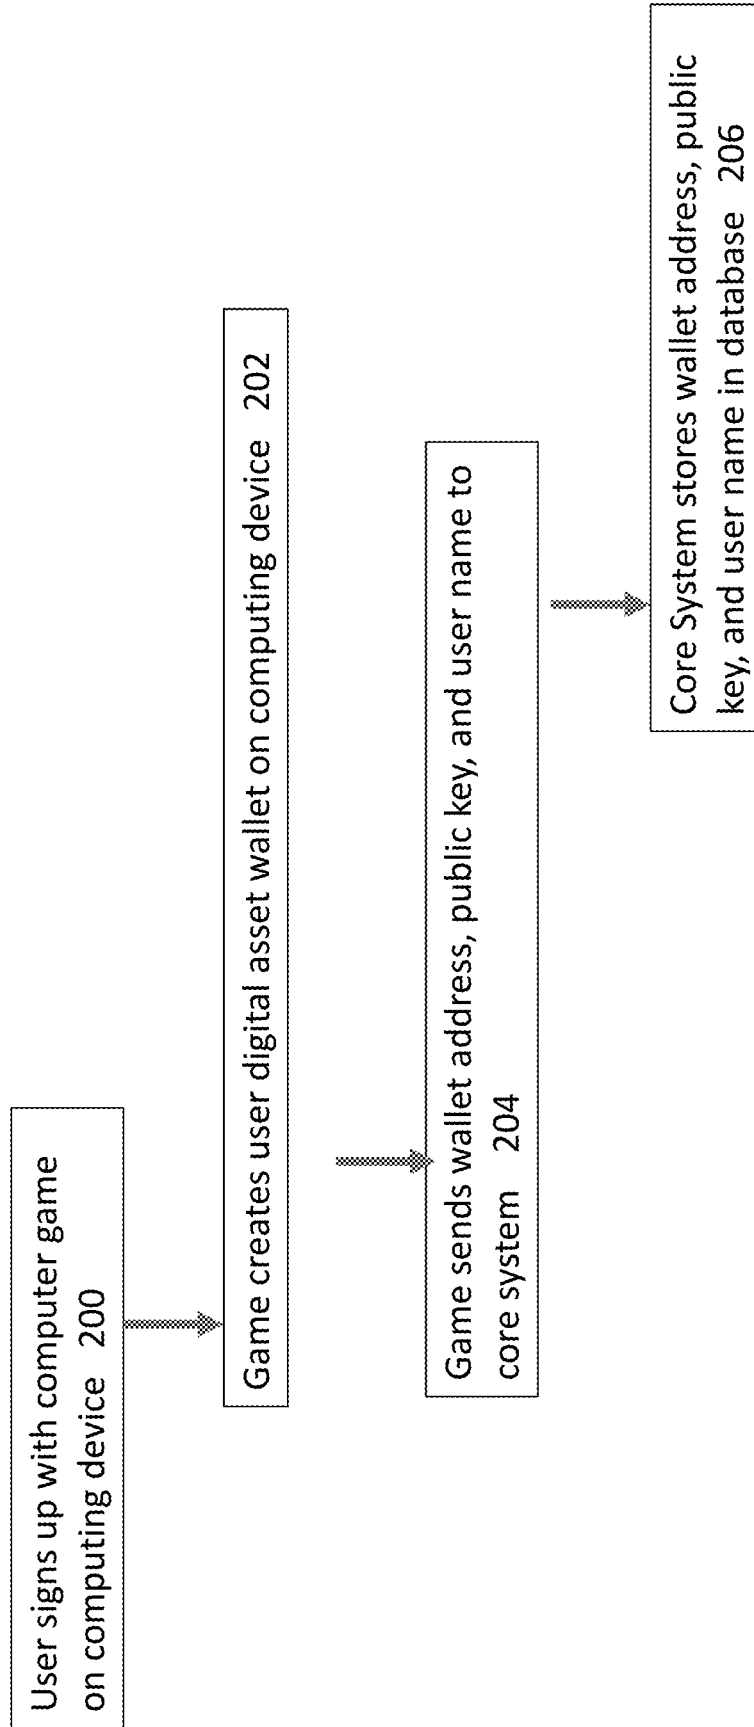 User signs up with computer game
on computing device 200
Game creates user digital asset wallet on computing device 202
Game sends wallet address, public key, and user name to
core system 204
Core System stores wallet address, public
key, and user name in database 206